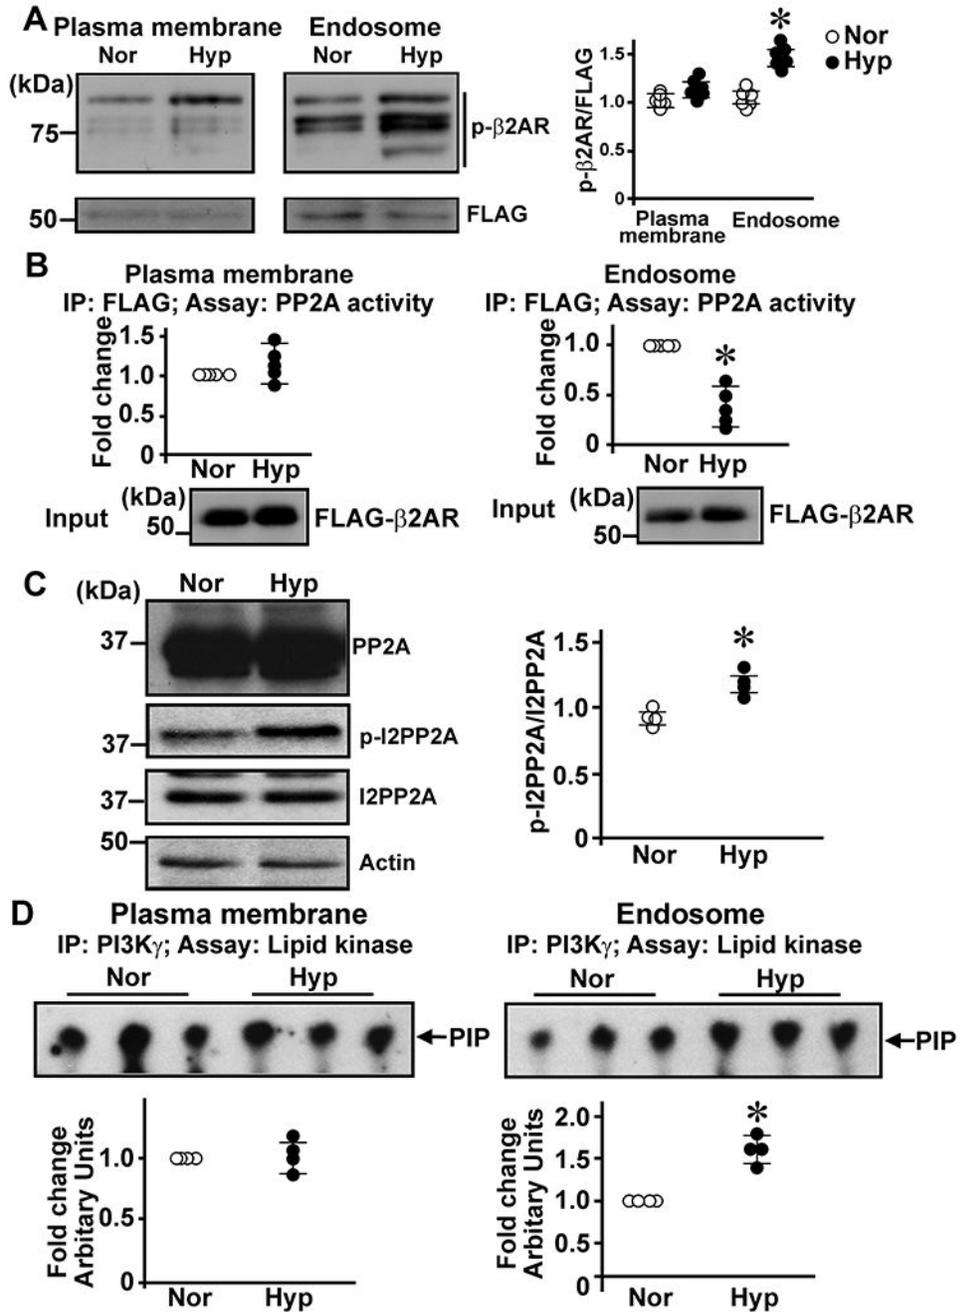 A
Plasma membrane
Endosome
Nor
Hyp
Nor
Hyp
(kDa)
75
p-β2AR
50
FLAG
p-β2AR/FLAG
1.5
1.0
0.5
0
Plasma
membrane
Endosome
*
Nor
Hyp
B
Plasma membrane
IP: FLAG; Assay: PP2A activity
Fold change
1.5
1.0
0.5
0
Nor Hyp
Input
(kDa)
50
FLAG-β2AR
Endosome
IP: FLAG; Assay: PP2A activity
Fold change
1.0
0.5
0
*
Nor Hyp
Input
(kDa)
50
FLAG-β2AR
C
(kDa)
Nor
Hyp
37
PP2A
37
p-I2PP2A
37
I2PP2A
50
Actin
p-I2PP2A/I2PP2A
1.5
1.0
0.5
0
*
Nor
Hyp
D
Plasma membrane
IP: PI3Kγ; Assay: Lipid kinase
Nor
Hyp
PIP
Fold change
Arbitary Units
1.0
0.5
0
Nor
Hyp
Endosome
IP: PI3Kγ; Assay: Lipid kinase
Nor
Hyp
PIP
Fold change
Arbitary Units
2.0
1.5
1.0
0.5
0
*
Nor
Hyp